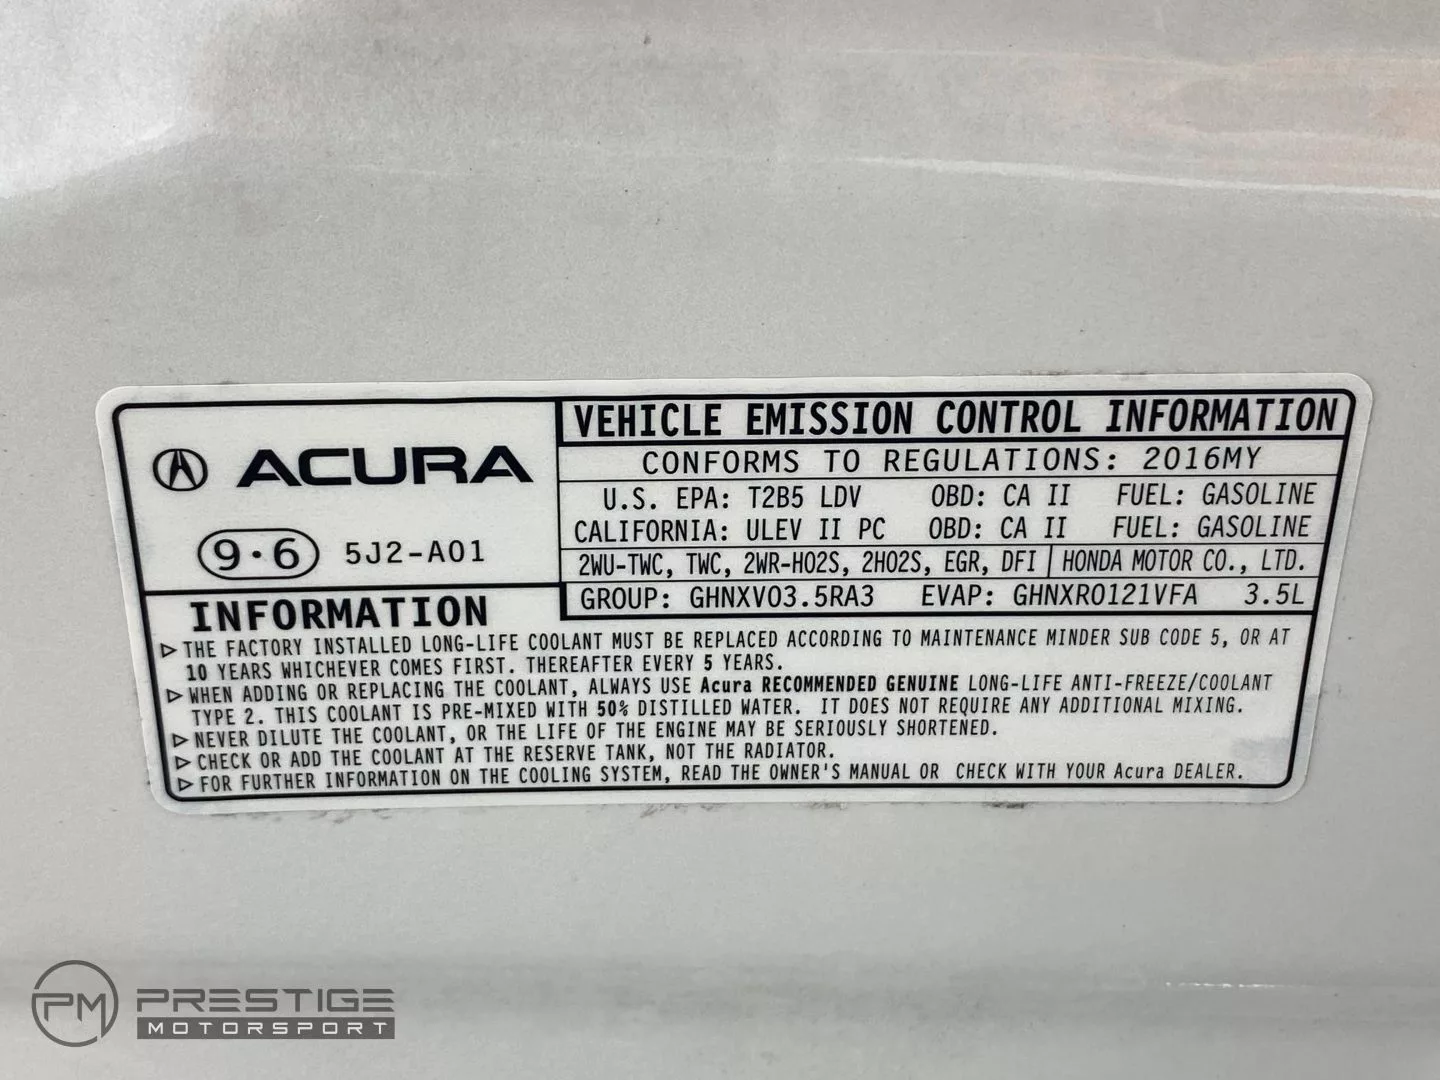 ACURA
9·6 5J2-A01
VEHICLE EMISSION CONTROL INFORMATION
CONFORMS TO REGULATIONS: 2016MY
U.S. EPA: T2B5 LDV OBD: CA II FUEL: GASOLINE
CALIFORNIA: ULEV II PC OBD: CA II FUEL: GASOLINE
2WU-TWC, TWC, 2WR-HO2S, 2HO2S, EGR, DFI HONDA MOTOR CO., LTD.
GROUP: GHNXV03.5RA3 EVAP: GHNXR0121VFA 3.5L
INFORMATION
▷ THE FACTORY INSTALLED LONG-LIFE COOLANT MUST BE REPLACED ACCORDING TO MAINTENANCE MINDER SUB CODE 5, OR AT
10 YEARS WHICHEVER COMES FIRST. THEREAFTER EVERY 5 YEARS.
▷ WHEN ADDING OR REPLACING THE COOLANT, ALWAYS USE Acura RECOMMENDED GENUINE LONG-LIFE ANTI-FREEZE/COOLANT
TYPE 2. THIS COOLANT IS PRE-MIXED WITH 50% DISTILLED WATER. IT DOES NOT REQUIRE ANY ADDITIONAL MIXING.
▷ NEVER DILUTE THE COOLANT, OR THE LIFE OF THE ENGINE MAY BE SERIOUSLY SHORTENED.
▷ CHECK OR ADD THE COOLANT AT THE RESERVE TANK, NOT THE RADIATOR.
▷ FOR FURTHER INFORMATION ON THE COOLING SYSTEM, READ THE OWNER'S MANUAL OR CHECK WITH YOUR Acura DEALER.
PM PRESTIGE
MOTORSPORT